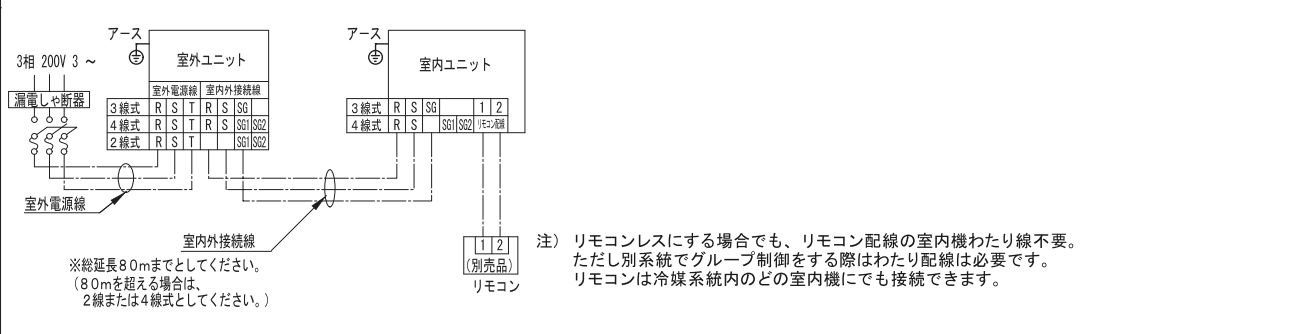 アース
3相 200V 3 ～
漏電しゃ断器
室外ユニット
室外電源線 室内外接続線
3線式 R S T R S SG
4線式 R S T R S SG1 SG2
2線式 R S T SG1 SG2
室外電源線
アース
室内ユニット
3線式 R S SG 1 2
4線式 R S SG1 SG2 リモコン配線
室内外接続線
※総延長８０ｍまでとしてください。
（８０ｍを超える場合は、
２線または４線式としてください。）
1 2
(別売品)
リモコン
注） リモコンレスにする場合でも、リモコン配線の室内機わたり線不要。
ただし別系統でグループ制御をする際はわたり配線は必要です。
リモコンは冷媒系統内のどの室内機にでも接続できます。